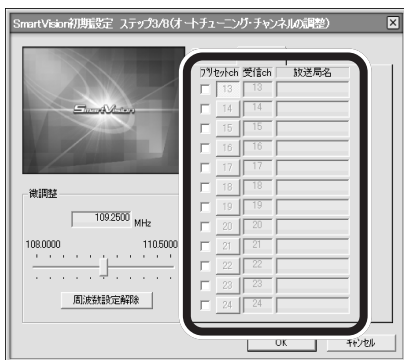 SmartVision初期設定 ステップ3/8(オートチューニング・チャンネルの調整)
SmartVision
プリセットch 受信ch 放送局名
13 13
14 14
15 15
16 16
17 17
18 18
19 19
20 20
21 21
22 22
23 23
24 24
微調整
109.2500 MHz
108.0000 110.5000
周波数設定解除
OK キャンセル